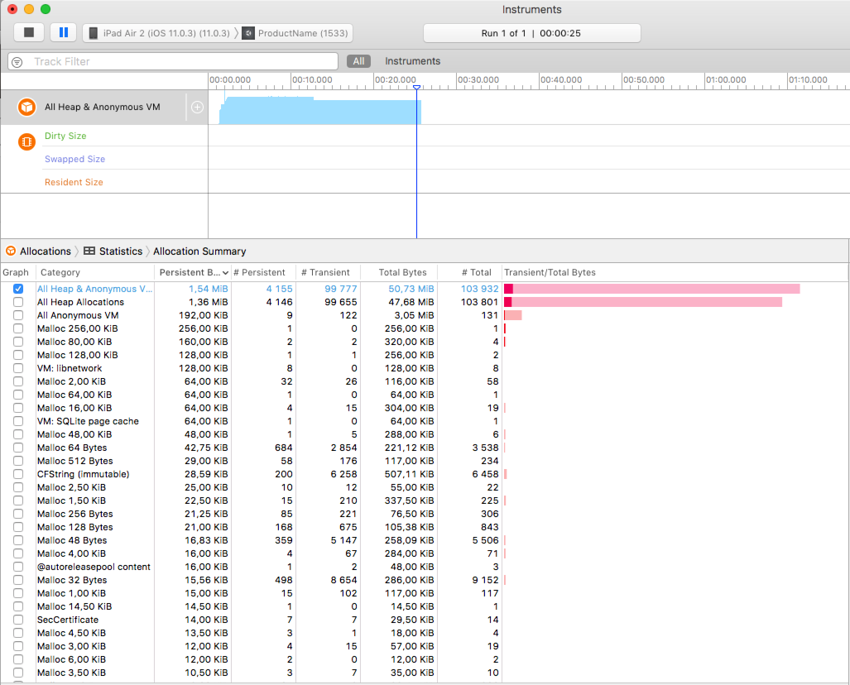 Instruments
iPad Air 2 (iOS 11.0.3) (11.0.3) ProductName (1533) Run 1 of 1 | 00:00:25
Track Filter All Instruments
00:00.000 00:10.000 00:20.000 00:30.000 00:40.000 00:50.000 01:00.000 01:10.000
All Heap & Anonymous VM
Dirty Size
Swapped Size
Resident Size
Allocations Statistics Allocation Summary
Graph Category Persistent B... # Persistent # Transient Total Bytes # Total Transient/Total Bytes
All Heap & Anonymous V... 1,54 MiB 4 155 99 777 50,73 MiB 103 932
All Heap Allocations 1,36 MiB 4 146 99 655 47,68 MiB 103 801
All Anonymous VM 192,00 KiB 9 122 3,05 MiB 131
Malloc 256,00 KiB 256,00 KiB 1 0 256,00 KiB 1
Malloc 80,00 KiB 160,00 KiB 2 2 320,00 KiB 4
Malloc 128,00 KiB 128,00 KiB 1 1 256,00 KiB 2
VM: libnetwork 128,00 KiB 8 0 128,00 KiB 8
Malloc 2,00 KiB 64,00 KiB 32 26 116,00 KiB 58
Malloc 64,00 KiB 64,00 KiB 1 0 64,00 KiB 1
Malloc 16,00 KiB 64,00 KiB 4 15 304,00 KiB 19
VM: SQLite page cache 64,00 KiB 1 0 64,00 KiB 1
Malloc 48,00 KiB 48,00 KiB 1 5 288,00 KiB 6
Malloc 64 Bytes 42,75 KiB 684 2 854 221,12 KiB 3 538
Malloc 512 Bytes 29,00 KiB 58 176 117,00 KiB 234
CFString (immutable) 28,59 KiB 200 6 258 507,11 KiB 6 458
Malloc 2,50 KiB 25,00 KiB 10 12 55,00 KiB 22
Malloc 1,50 KiB 22,50 KiB 15 210 337,50 KiB 225
Malloc 256 Bytes 21,25 KiB 85 221 76,50 KiB 306
Malloc 128 Bytes 21,00 KiB 168 675 105,38 KiB 843
Malloc 48 Bytes 16,83 KiB 359 5 147 258,09 KiB 5 506
Malloc 4,00 KiB 16,00 KiB 4 67 284,00 KiB 71
@autoreleasepool content 16,00 KiB 1 2 48,00 KiB 3
Malloc 32 Bytes 15,56 KiB 498 8 654 286,00 KiB 9 152
Malloc 1,00 KiB 15,00 KiB 15 102 117,00 KiB 117
Malloc 14,50 KiB 14,50 KiB 1 0 14,50 KiB 1
SecCertificate 14,00 KiB 7 7 29,50 KiB 14
Malloc 4,50 KiB 13,50 KiB 3 1 18,00 KiB 4
Malloc 3,00 KiB 12,00 KiB 4 15 57,00 KiB 19
Malloc 6,00 KiB 12,00 KiB 2 0 12,00 KiB 2
Malloc 3,50 KiB 10,50 KiB 3 7 35,00 KiB 10